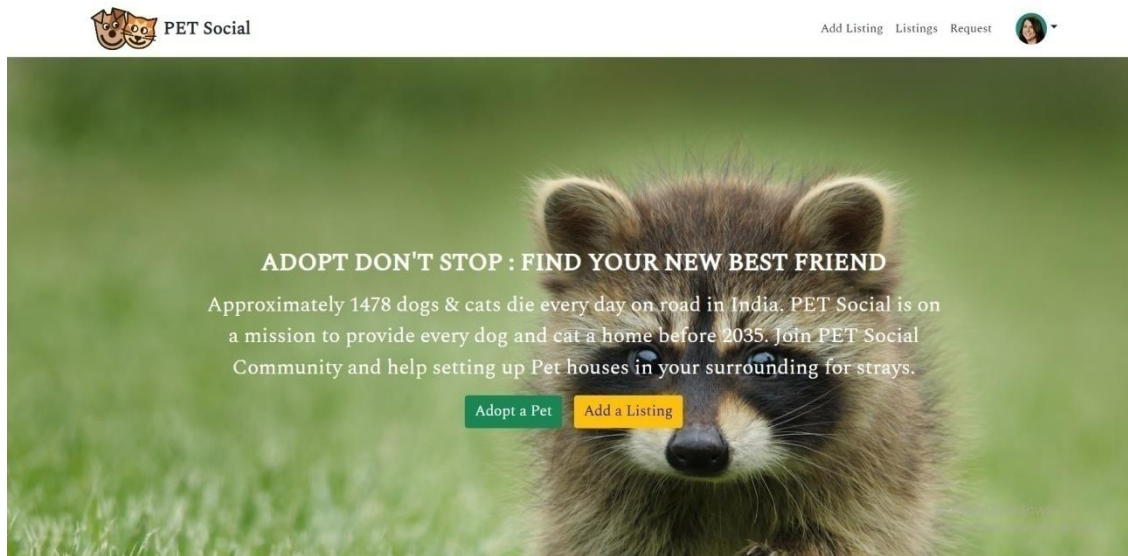 PET Social
Add Listing Listings Request
ADOPT DON'T STOP : FIND YOUR NEW BEST FRIEND
Approximately 1478 dogs & cats die every day on road in India. PET Social is on
a mission to provide every dog and cat a home before 2035. Join PET Social
Community and help setting up Pet houses in your surrounding for strays.
Adopt a Pet Add a Listing